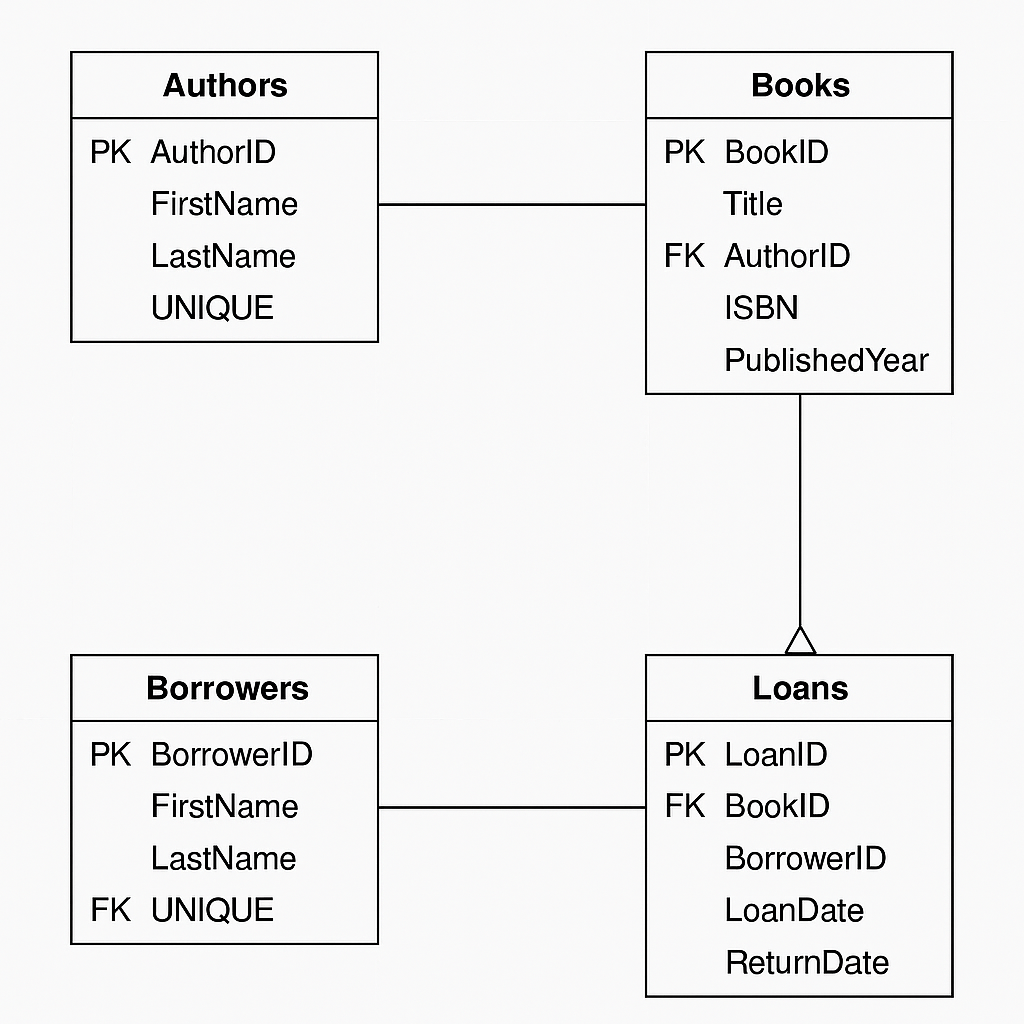 Authors
PK AuthorID
FirstName
LastName
UNIQUE
Books
PK BookID
Title
FK AuthorID
ISBN
PublishedYear
Borrowers
PK BorrowerID
FirstName
LastName
FK UNIQUE
Loans
PK LoanID
FK BookID
BorrowerID
LoanDate
ReturnDate